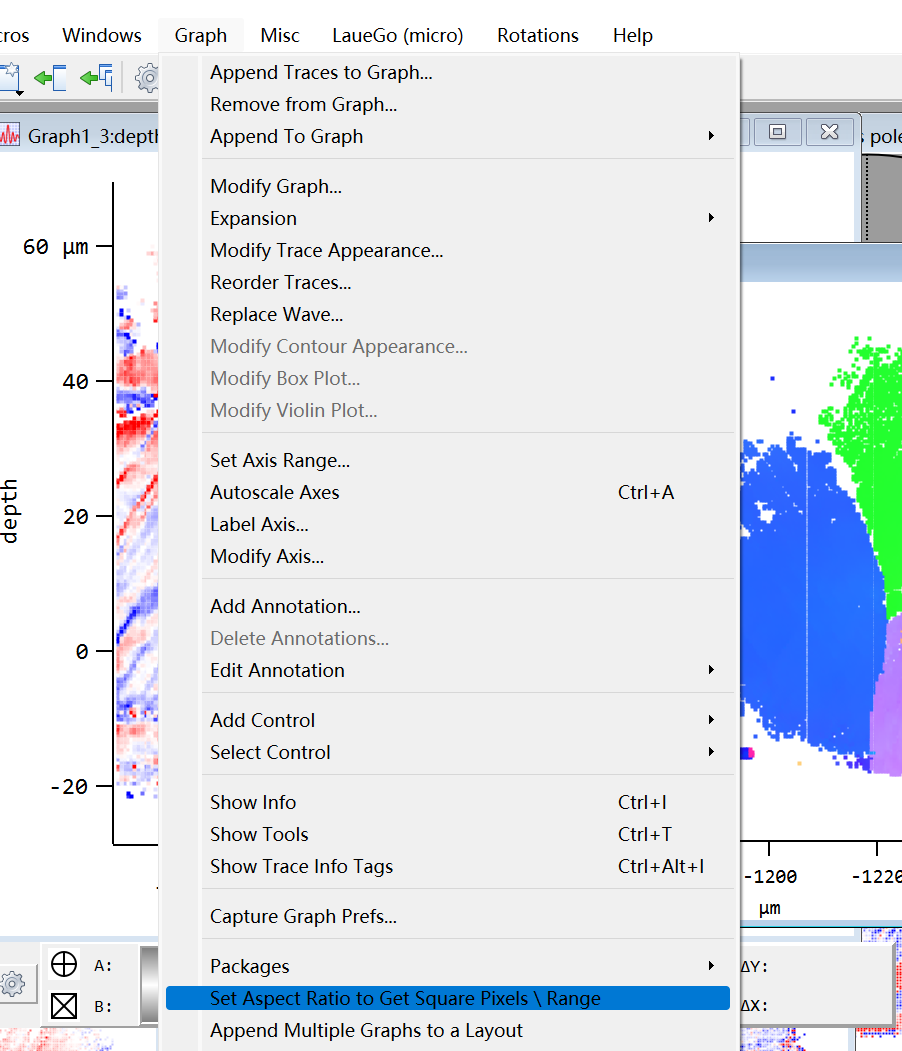 cros Windows Graph Misc LaueGo (micro) Rotations Help
Graph1_3:depth
s pole
Append Traces to Graph...
Remove from Graph...
Append To Graph
Modify Graph...
Expansion
Modify Trace Appearance...
Reorder Traces...
Replace Wave...
Modify Contour Appearance...
Modify Box Plot...
Modify Violin Plot...
Set Axis Range...
Autoscale Axes Ctrl+A
Label Axis...
Modify Axis...
Add Annotation...
Delete Annotations...
Edit Annotation
Add Control
Select Control
Show Info Ctrl+I
Show Tools Ctrl+T
Show Trace Info Tags Ctrl+Alt+I
Capture Graph Prefs...
Packages
Set Aspect Ratio to Get Square Pixels \ Range
Append Multiple Graphs to a Layout
60 μm
40
20
0
-20
depth
-1200 -1220
μm
A:
B:
ΔY:
ΔX: